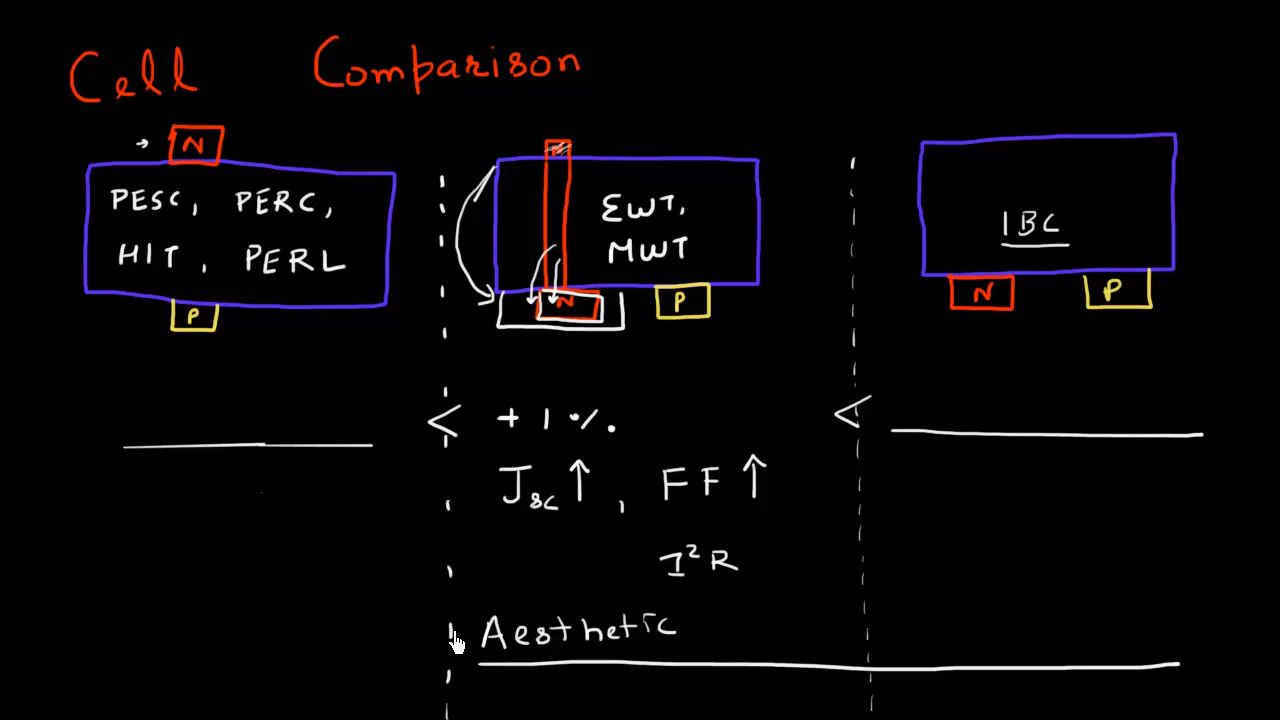 Cell Comparison
N
PESC, PERC,
HIT, PERL
P
EWT,
MWT
N
P
IBC
N
P
< + 1 %. <
Jsc ↑, FF ↑
I²R
Aesthetic